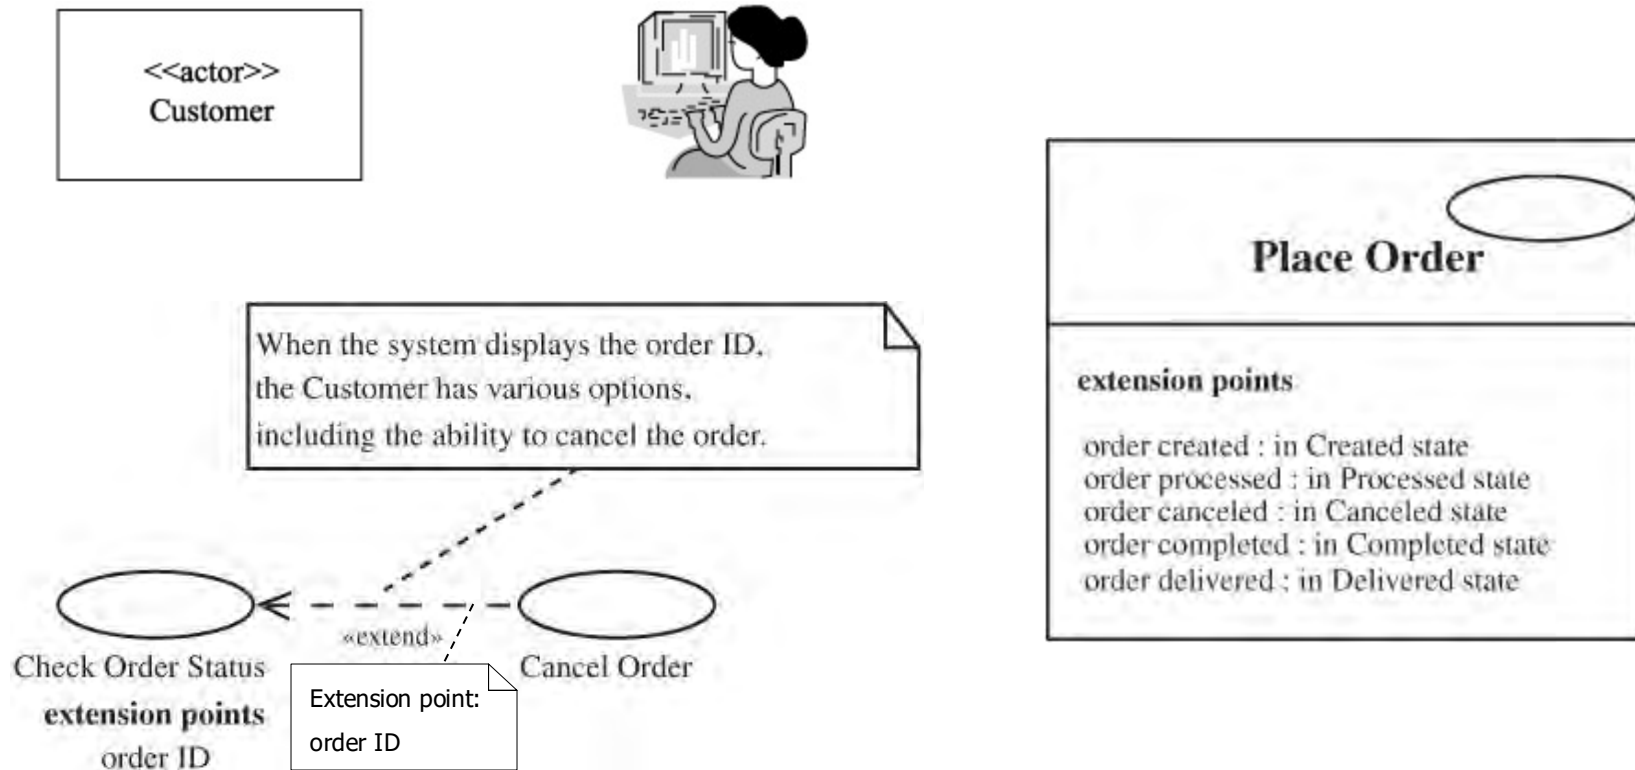 <<actor>>
Customer
When the system displays the order ID,
the Customer has various options,
including the ability to cancel the order.
«extend»
Check Order Status
extension points
order ID
Cancel Order
Extension point:
order ID
Place Order
extension points
order created : in Created state
order processed : in Processed state
order canceled : in Canceled state
order completed : in Completed state
order delivered : in Delivered state